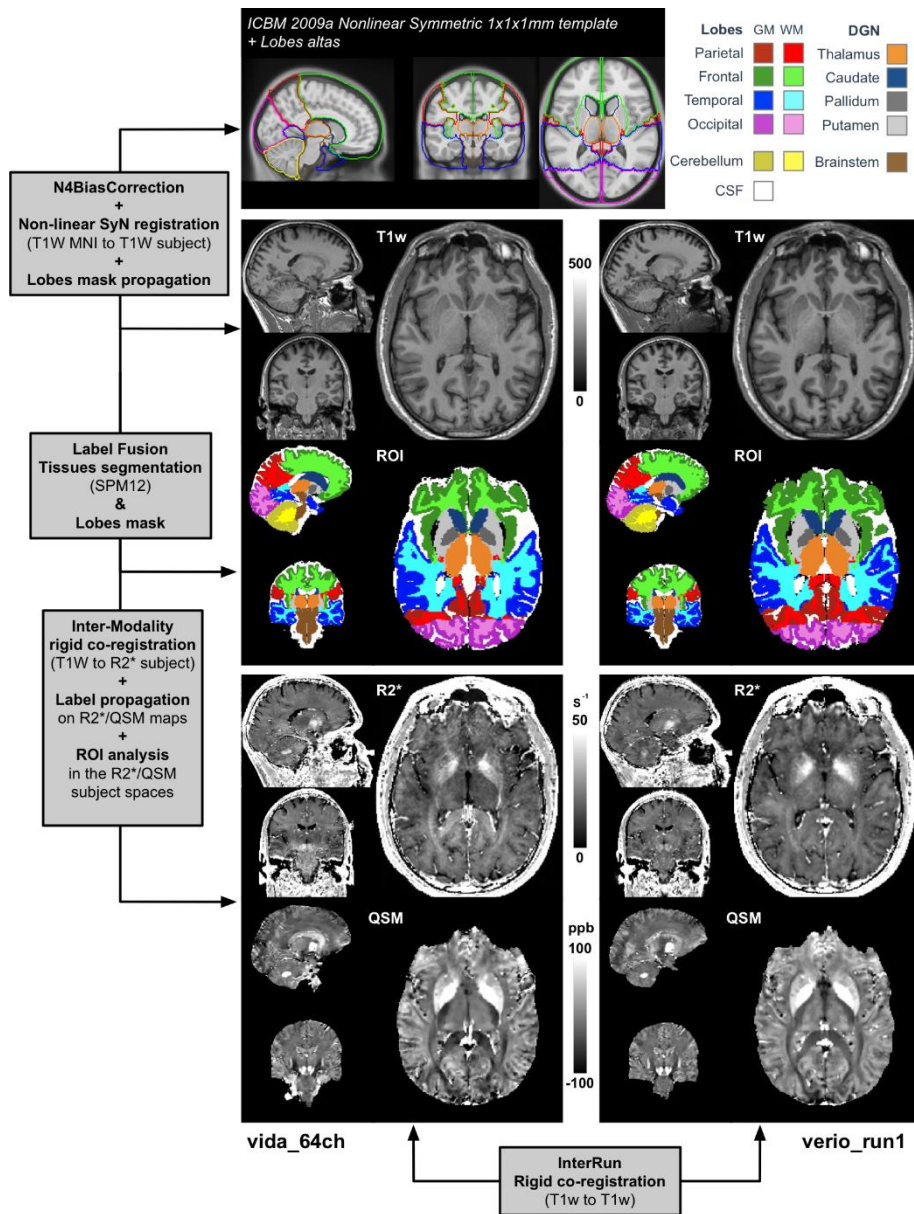 ICBM 2009a Nonlinear Symmetric 1x1x1mm template
+ Lobes altas
Lobes GM WM DGN
Parietal Thalamus
Frontal Caudate
Temporal Pallidum
Occipital Putamen
Cerebellum Brainstem
CSF
N4BiasCorrection
+
Non-linear SyN registration
(T1W MNI to T1W subject)
+
Lobes mask propagation
T1w
500
0
T1w
Label Fusion
Tissues segmentation
(SPM12)
&
Lobes mask
ROI
ROI
Inter-Modality
rigid co-registration
(T1W to R2* subject)
+
Label propagation
on R2*/QSM maps
+
ROI analysis
in the R2*/QSM
subject spaces
R2*
s⁻¹
50
0
R2*
QSM
ppb
100
-100
QSM
vida_64ch
verio_run1
InterRun
Rigid co-registration
(T1w to T1w)